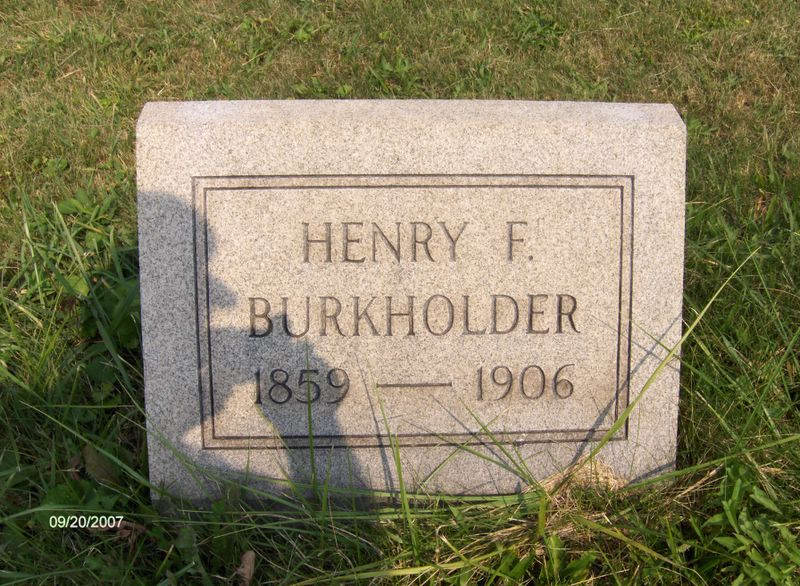 HENRY F.
BURKHOLDER
1859 — 1906
09/20/2007